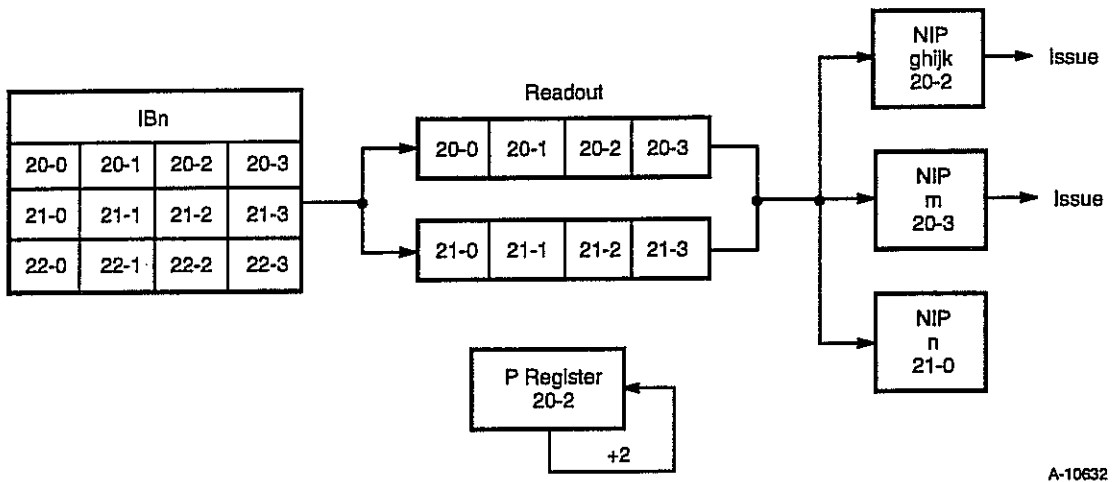 NIP
ghijk
20-2
Issue
Readout
IBn
20-0 20-1 20-2 20-3
21-0 21-1 21-2 21-3
22-0 22-1 22-2 22-3
20-0 20-1 20-2 20-3
21-0 21-1 21-2 21-3
NIP
m
20-3
Issue
NIP
n
21-0
P Register
20-2
+2
A-10632